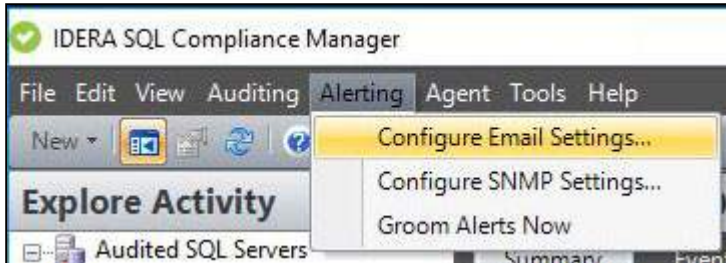 IDERA SQL Compliance Manager
File Edit View Auditing Alerting Agent Tools Help
New
Configure Email Settings...
Configure SNMP Settings...
Groom Alerts Now
Explore Activity
Audited SQL Servers
Summary